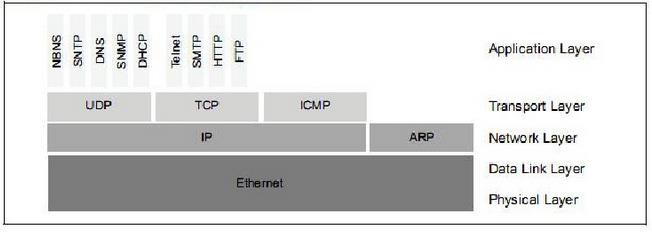 NBNS
SNTP
DNS
SNMP
DHCP
Telnet
SMTP
HTTP
FTP
Application Layer
UDP
TCP
ICMP
Transport Layer
IP
ARP
Network Layer
Ethernet
Data Link Layer
Physical Layer